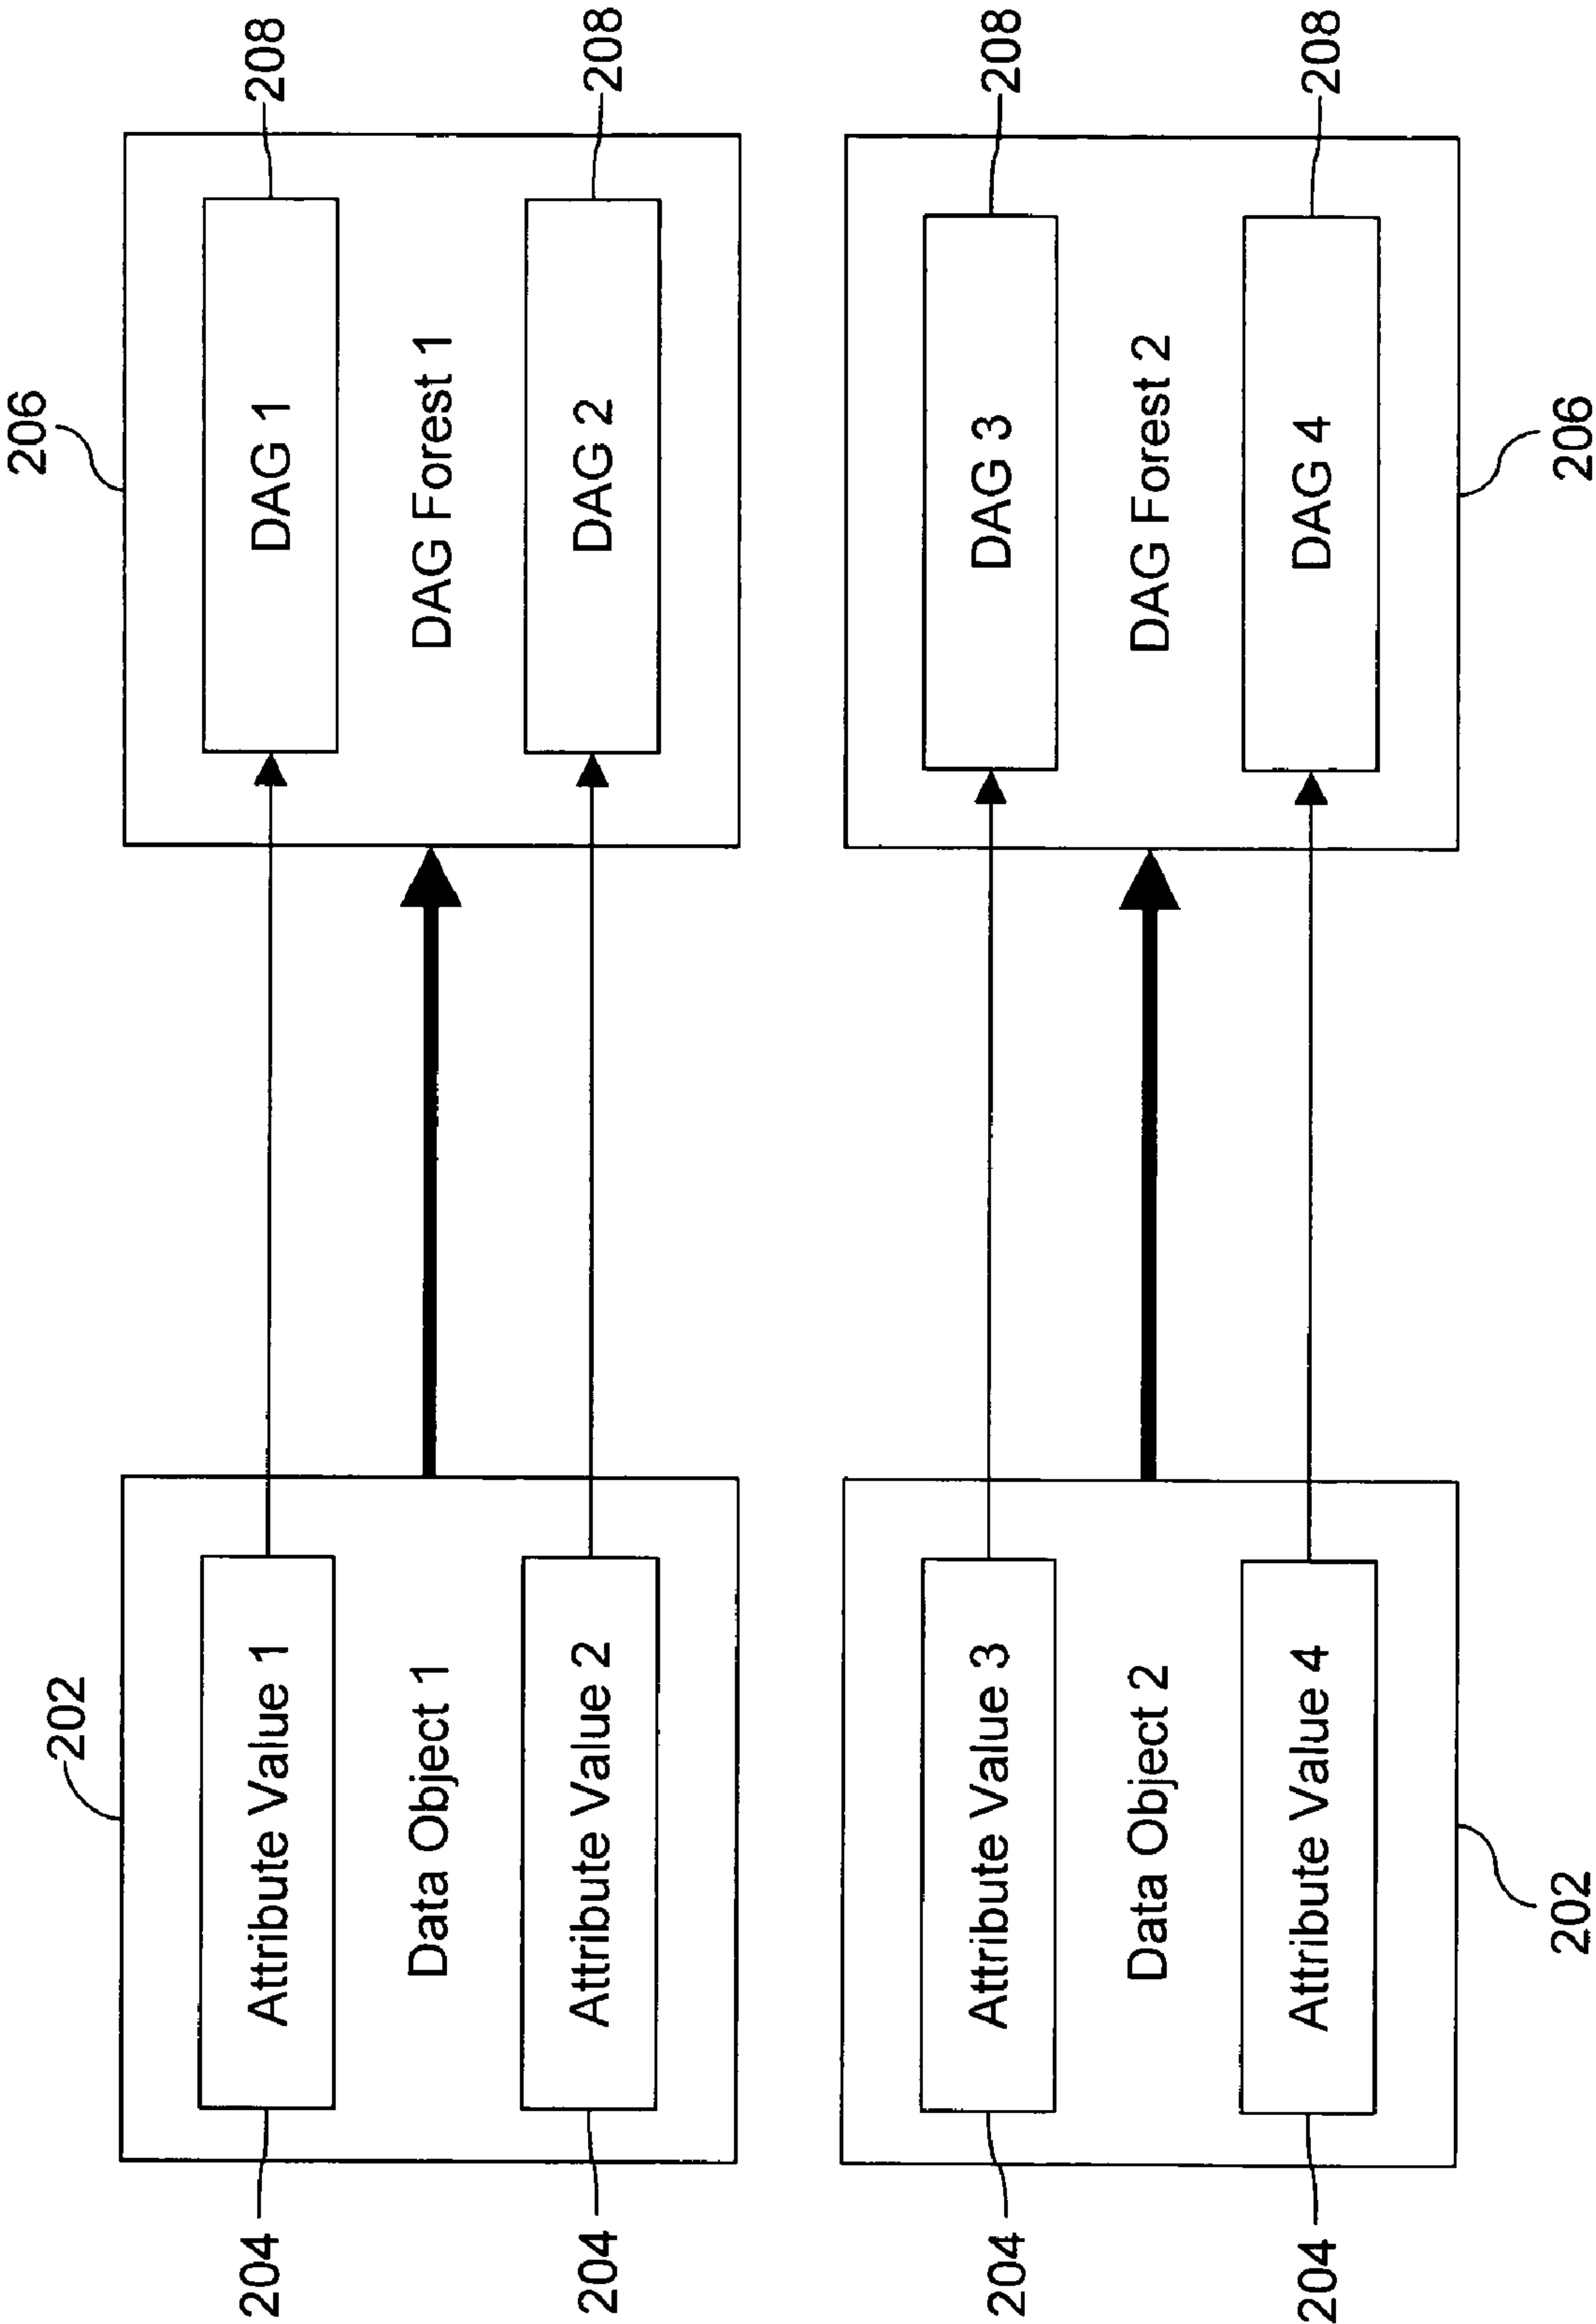 202
206
204
Attribute Value 1
DAG 1
208
Data Object 1
DAG Forest 1
204
Attribute Value 2
DAG 2
208
204
Attribute Value 3
DAG 3
208
Data Object 2
DAG Forest 2
204
Attribute Value 4
DAG 4
208
202
206